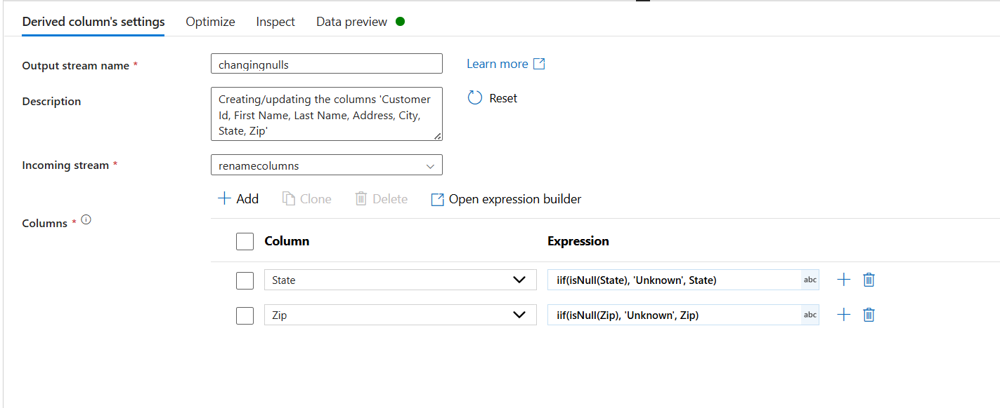 Derived column's settings Optimize Inspect Data preview
Output stream name * changingnulls Learn more
Description Creating/updating the columns 'Customer
Id, First Name, Last Name, Address, City,
State, Zip'
Reset
Incoming stream * renamecolumns
Add Clone Delete Open expression builder
Columns *
Column Expression
State iif(isNull(State), 'Unknown', State) abc
Zip iif(isNull(Zip), 'Unknown', Zip) abc